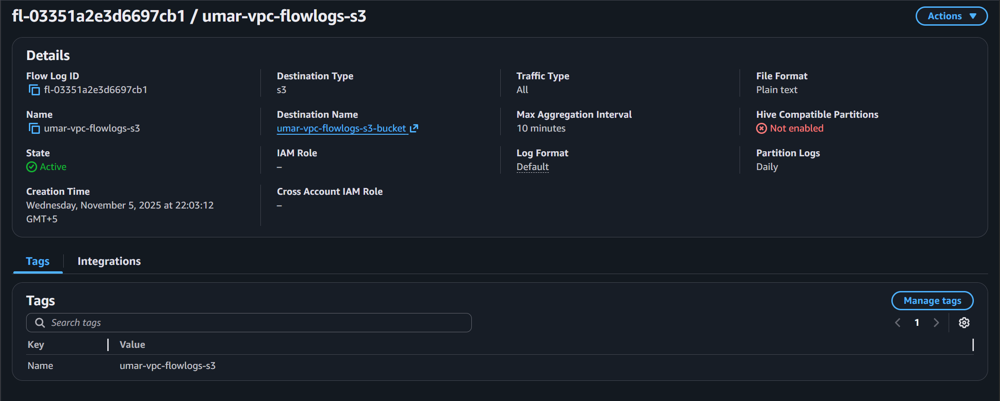 fl-03351a2e3d6697cb1 / umar-vpc-flowlogs-s3
Actions
Details
Flow Log ID
fl-03351a2e3d6697cb1
Destination Type
s3
Traffic Type
All
File Format
Plain text
Name
umar-vpc-flowlogs-s3
Destination Name
umar-vpc-flowlogs-s3-bucket
Max Aggregation Interval
10 minutes
Hive Compatible Partitions
Not enabled
State
Active
IAM Role
–
Log Format
Default
Partition Logs
Daily
Creation Time
Wednesday, November 5, 2025 at 22:03:12
GMT+5
Cross Account IAM Role
–
Tags
Integrations
Tags
Manage tags
Search tags
1
Key
Value
Name
umar-vpc-flowlogs-s3